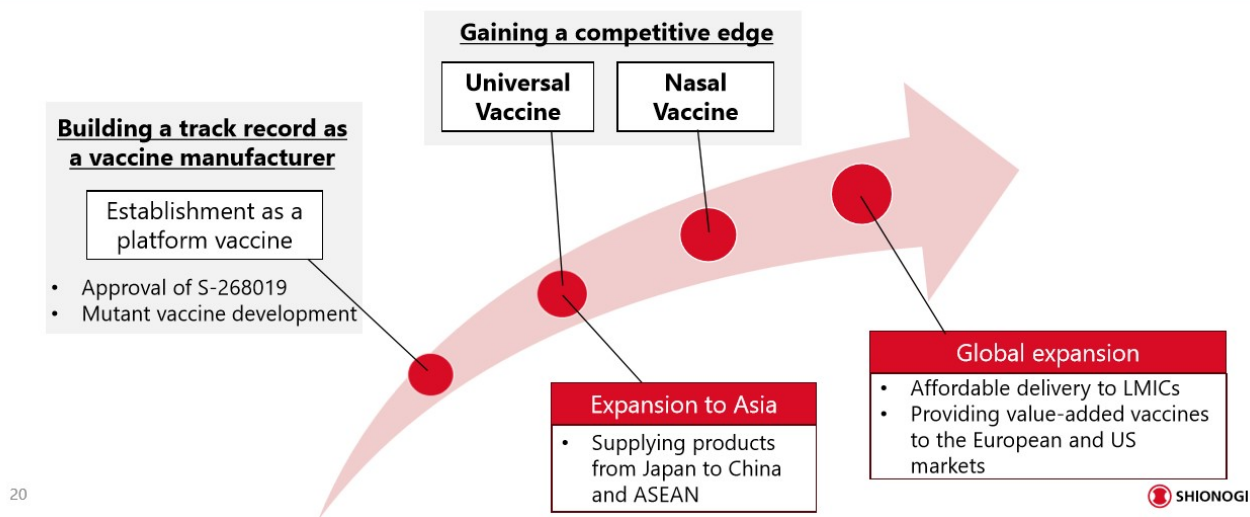 Gaining a competitive edge
Universal
Vaccine
Nasal
Vaccine
Building a track record as
a vaccine manufacturer
Establishment as a
platform vaccine
• Approval of S-268019
• Mutant vaccine development
Expansion to Asia
• Supplying products
from Japan to China
and ASEAN
Global expansion
• Affordable delivery to LMICs
• Providing value-added vaccines
to the European and US
markets
20
SHIONOGI